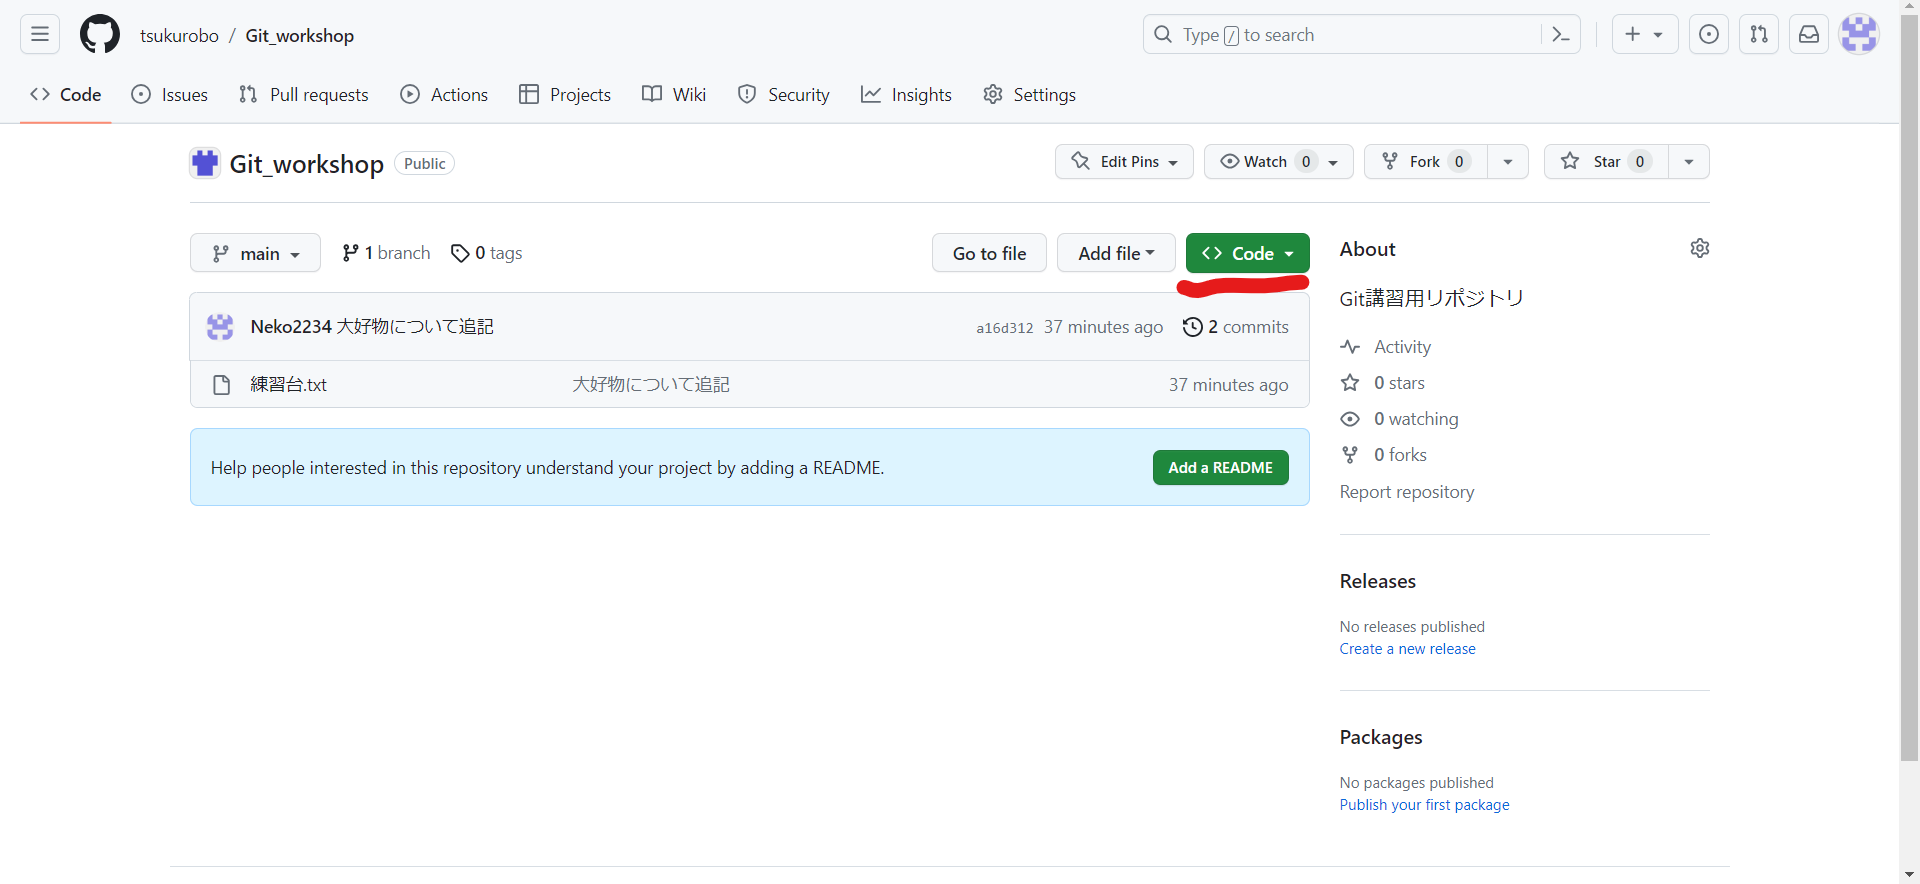 tsukurobo / Git_workshop
Type / to search
Code Issues Pull requests Actions Projects Wiki Security Insights Settings
Git_workshop Public
Edit Pins Watch 0 Fork 0 Star 0
main 1 branch 0 tags Go to file Add file Code
Neko2234 大好物について追記 a16d312 37 minutes ago 2 commits
練習台.txt 大好物について追記 37 minutes ago
Help people interested in this repository understand your project by adding a README. Add a README
About
Git講習用リポジトリ
Activity
0 stars
0 watching
0 forks
Report repository
Releases
No releases published
Create a new release
Packages
No packages published
Publish your first package